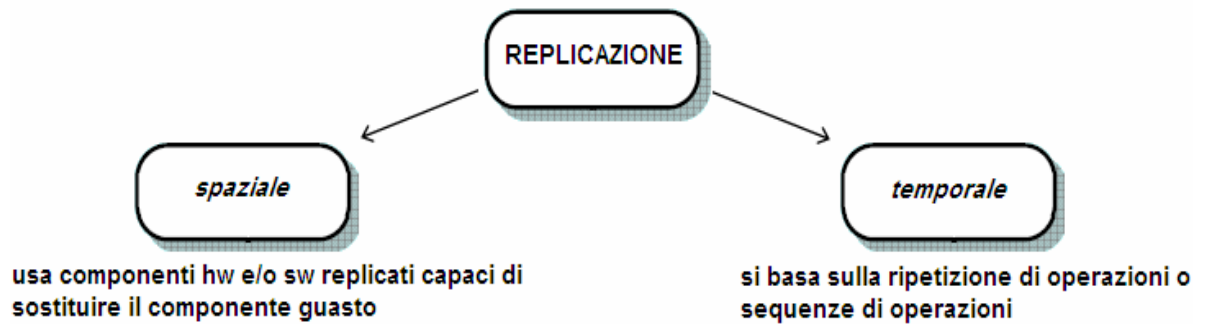 REPLICAZIONE
spaziale
usa componenti hw e/o sw replicati capaci di
sostituire il componente guasto
temporale
si basa sulla ripetizione di operazioni o
sequenze di operazioni